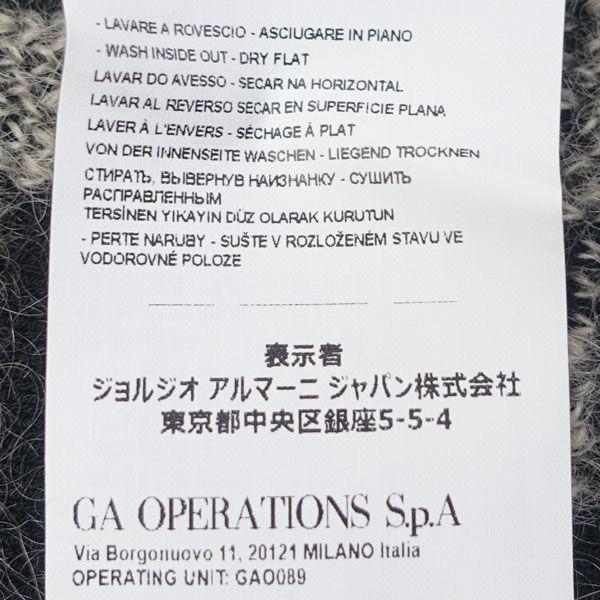 - LAVARE A ROVESCIO - ASCIUGARE IN PIANO
- WASH INSIDE OUT - DRY FLAT
LAVAR DO AVESSO - SECAR NA HORIZONTAL
LAVAR AL REVERSO SECAR EN SUPERFICIE PLANA
LAVER À L'ENVERS - SÉCHAGE À PLAT
VON DER INNENSEITE WASCHEN - LIEGEND TROCKNEN
СТИРАТЬ, ВЫВЕРНУВ НАИЗНАНКУ - СУШИТЬ
РАСПРАВЛЕННЫМ
TERSİNEN YIKAYIN DÜZ OLARAK KURUTUN
- PERTE NARUBY - SUŠTE V ROZLOŽENÉM STAVU VE
VODOROVNÉ POLOZE
表示者
ジョルジオ アルマーニ ジャパン株式会社
東京都中央区銀座5-5-4
GA OPERATIONS S.p.A
Via Borgonuovo 11, 20121 MILANO Italia
OPERATING UNIT: GAO089